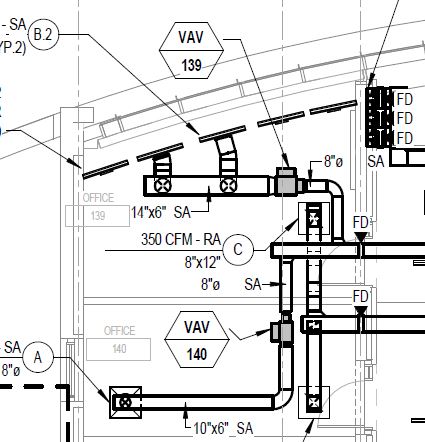 - SA
(YP.2)
B.2
VAV
139
FD
FD
FD
8"ø
SA
OFFICE
139
14"x6" SA
350 CFM - RA
8"x12"
C
FD
8"ø
SA
FD
OFFICE
140
VAV
140
- SA
8"ø
A
10"x6" SA